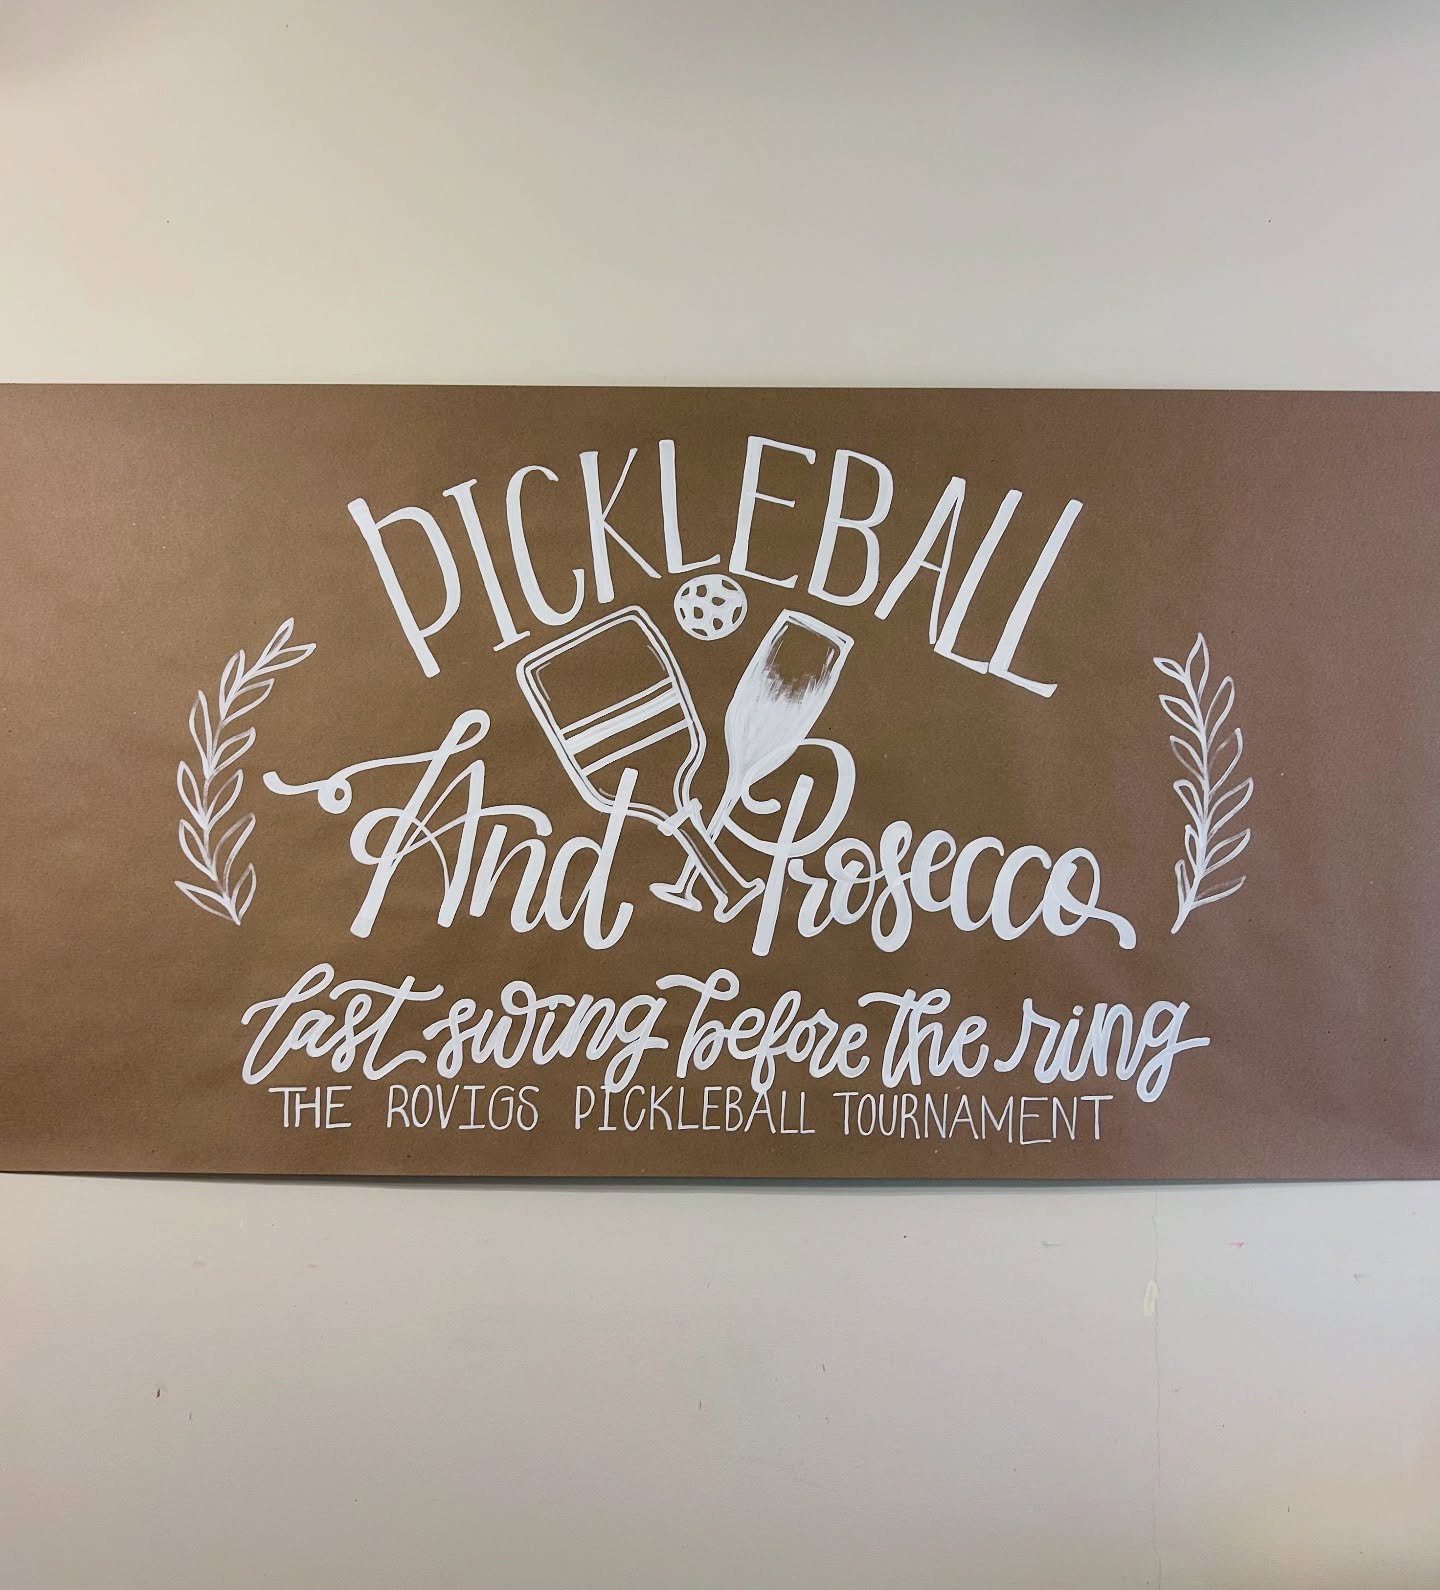 PICKLEBALL
And Prosecco
last swing before the ring
THE ROVIGS PICKLEBALL TOURNAMENT